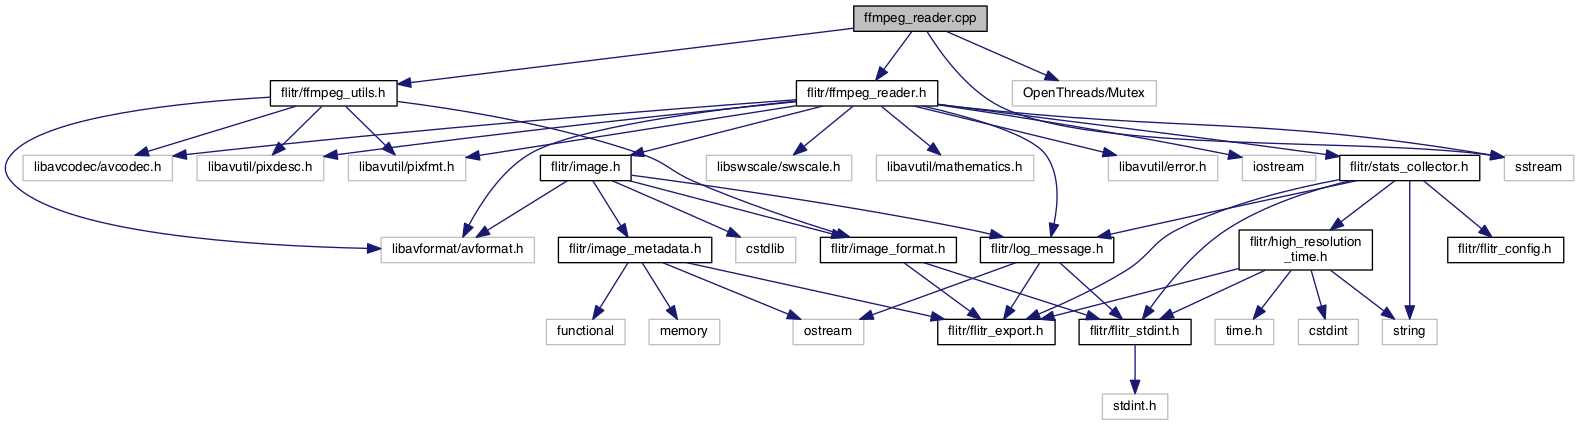 ffmpeg_reader.cpp
flitr/ffmpeg_utils.h
flitr/ffmpeg_reader.h
OpenThreads/Mutex
libavcodec/avcodec.h
libavutil/pixdesc.h
libavutil/pixfmt.h
flitr/image.h
libswscale/swscale.h
libavutil/mathematics.h
libavutil/error.h
iostream
flitr/stats_collector.h
sstream
libavformat/avformat.h
flitr/image_metadata.h
cstdlib
flitr/image_format.h
flitr/log_message.h
flitr/high_resolution
_time.h
flitr/flitr_config.h
functional
memory
ostream
flitr/flitr_export.h
flitr/flitr_stdint.h
time.h
cstdint
string
stdint.h